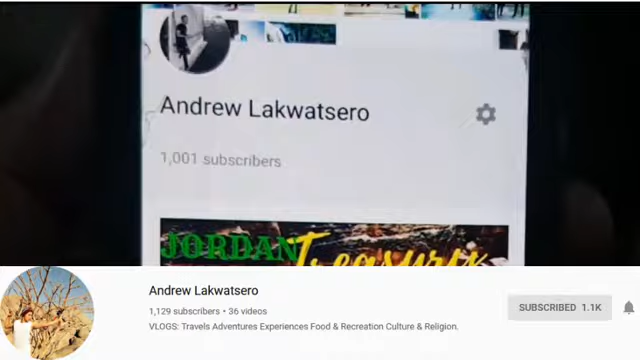 Andrew Lakwatsero
1,001 subscribers
JORDAN Treasury
Andrew Lakwatsero
1,129 subscribers • 36 videos
VLOGS: Travels Adventures Experiences Food & Recreation Culture & Religion.
SUBSCRIBED 1.1K